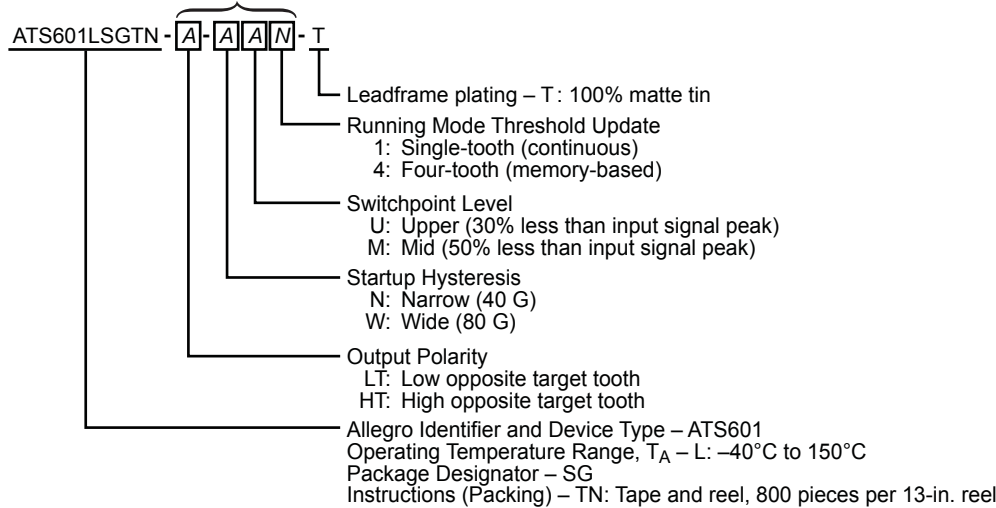 ATS601LSGTN - A - A A N - T
Leadframe plating – T : 100% matte tin
Running Mode Threshold Update
1: Single-tooth (continuous)
4: Four-tooth (memory-based)
Switchpoint Level
U: Upper (30% less than input signal peak)
M: Mid (50% less than input signal peak)
Startup Hysteresis
N: Narrow (40 G)
W: Wide (80 G)
Output Polarity
LT: Low opposite target tooth
HT: High opposite target tooth
Allegro Identifier and Device Type – ATS601
Operating Temperature Range, TA – L: –40°C to 150°C
Package Designator – SG
Instructions (Packing) – TN: Tape and reel, 800 pieces per 13-in. reel